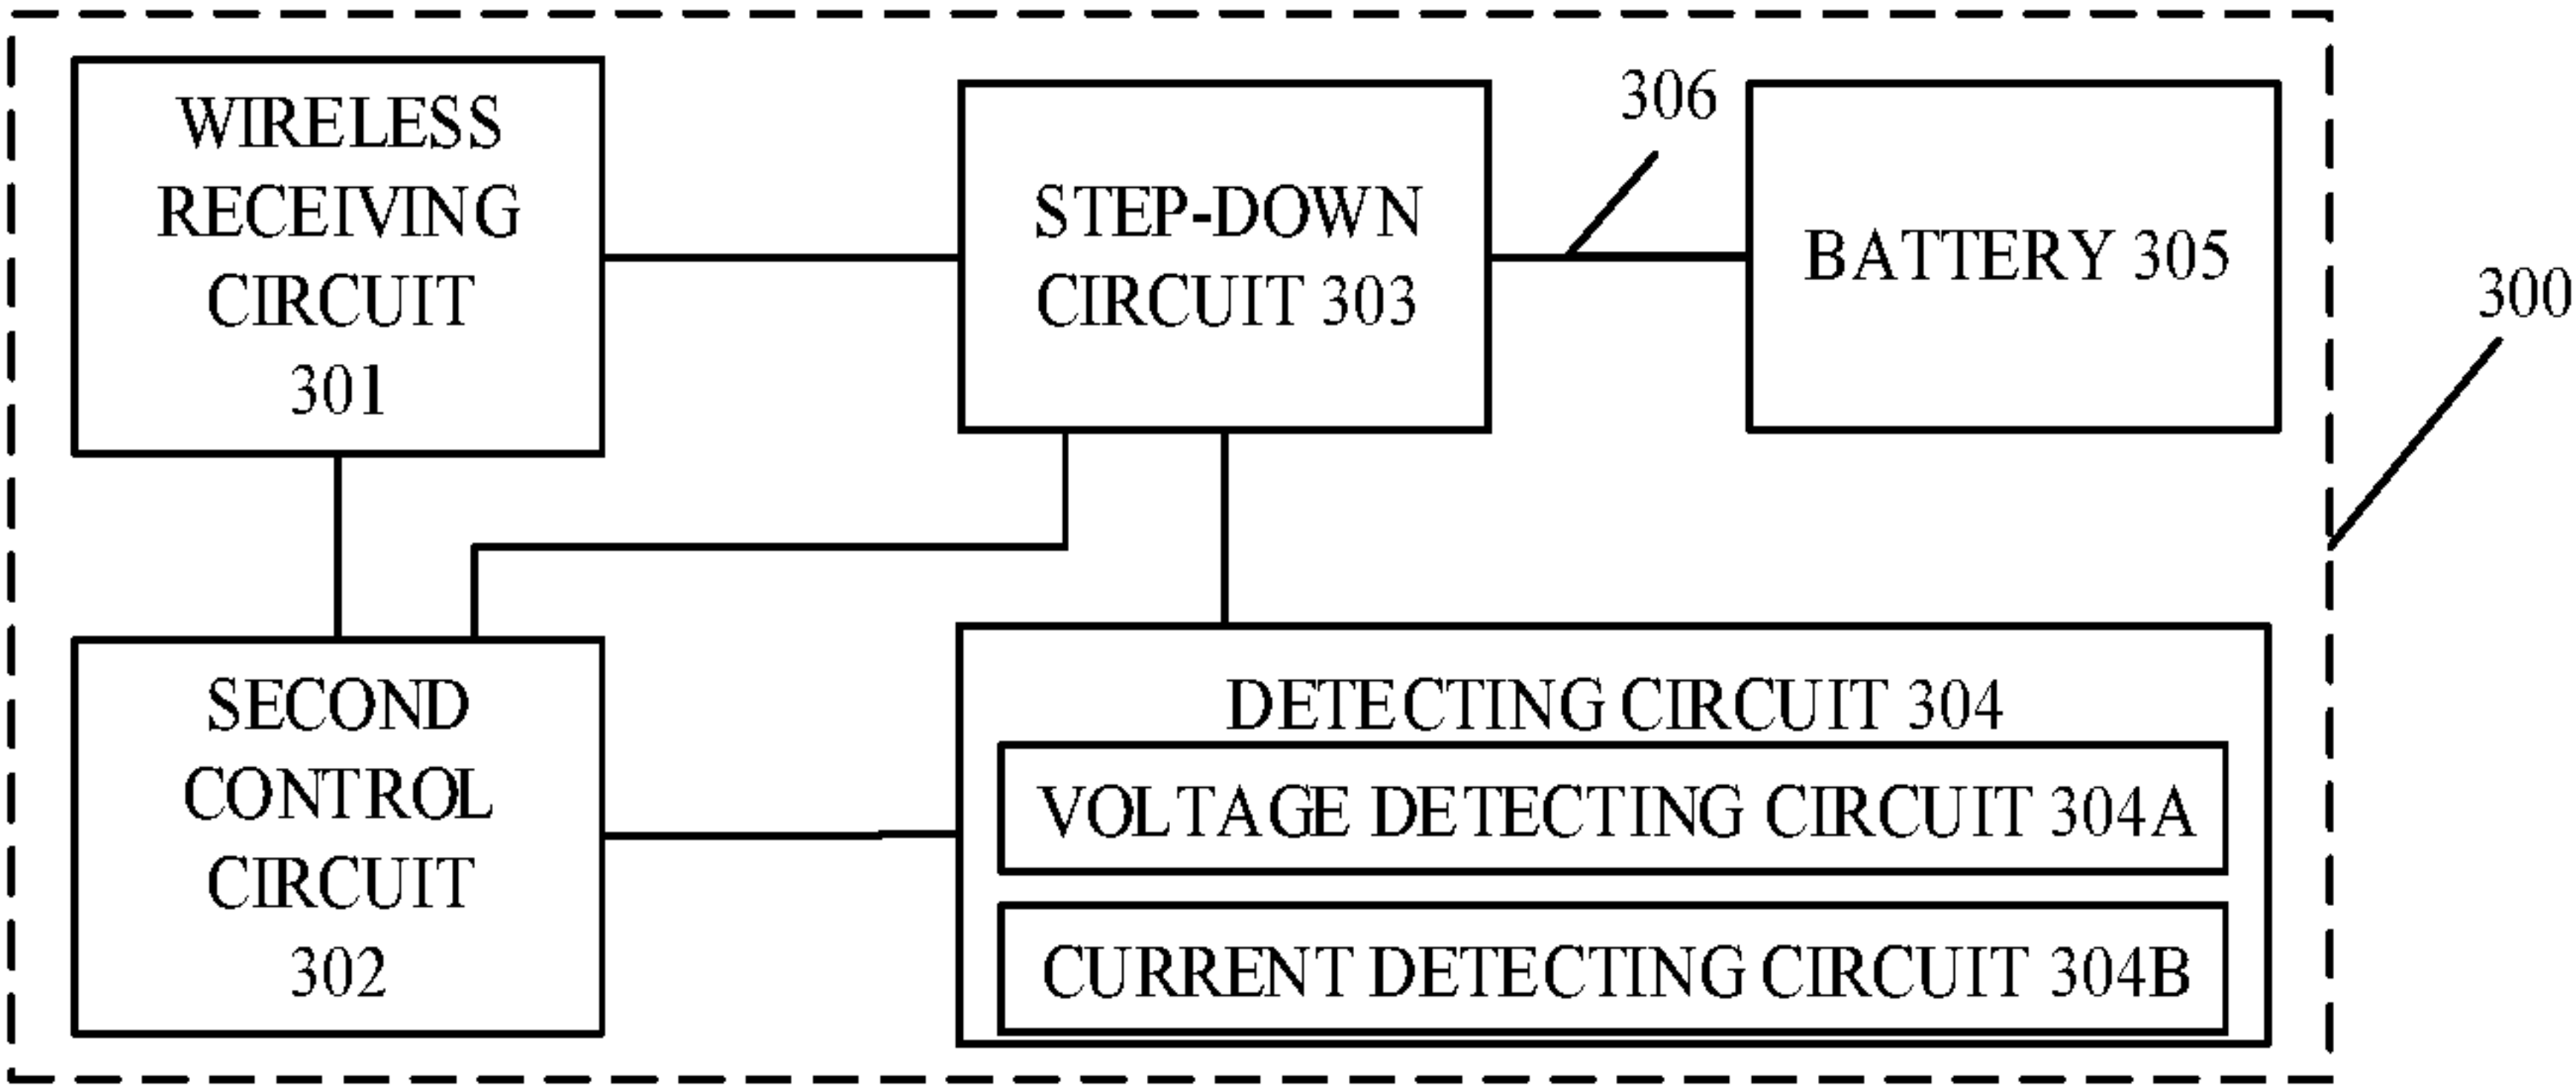 WIRELESS
RECEIVING
CIRCUIT
301
STEP-DOWN
CIRCUIT 303
306
BATTERY 305
300
SECOND
CONTROL
CIRCUIT
302
DETECTING CIRCUIT 304
VOLTAGE DETECTING CIRCUIT 304A
CURRENT DETECTING CIRCUIT 304B